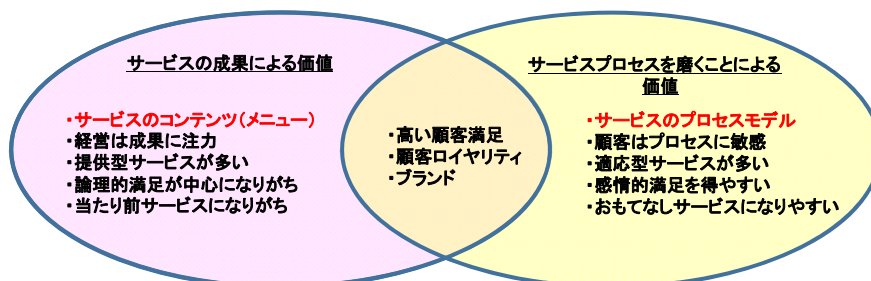 サービスの成果による価値
・サービスのコンテンツ（メニュー）
・経営は成果に注力
・提供型サービスが多い
・論理的満足が中心になりがち
・当たり前サービスになりがち
・高い顧客満足
・顧客ロイヤリティ
・ブランド
サービスプロセスを磨くことによる
価値
・サービスのプロセスモデル
・顧客はプロセスに敏感
・適応型サービスが多い
・感情的満足を得やすい
・おもてなしサービスになりやすい